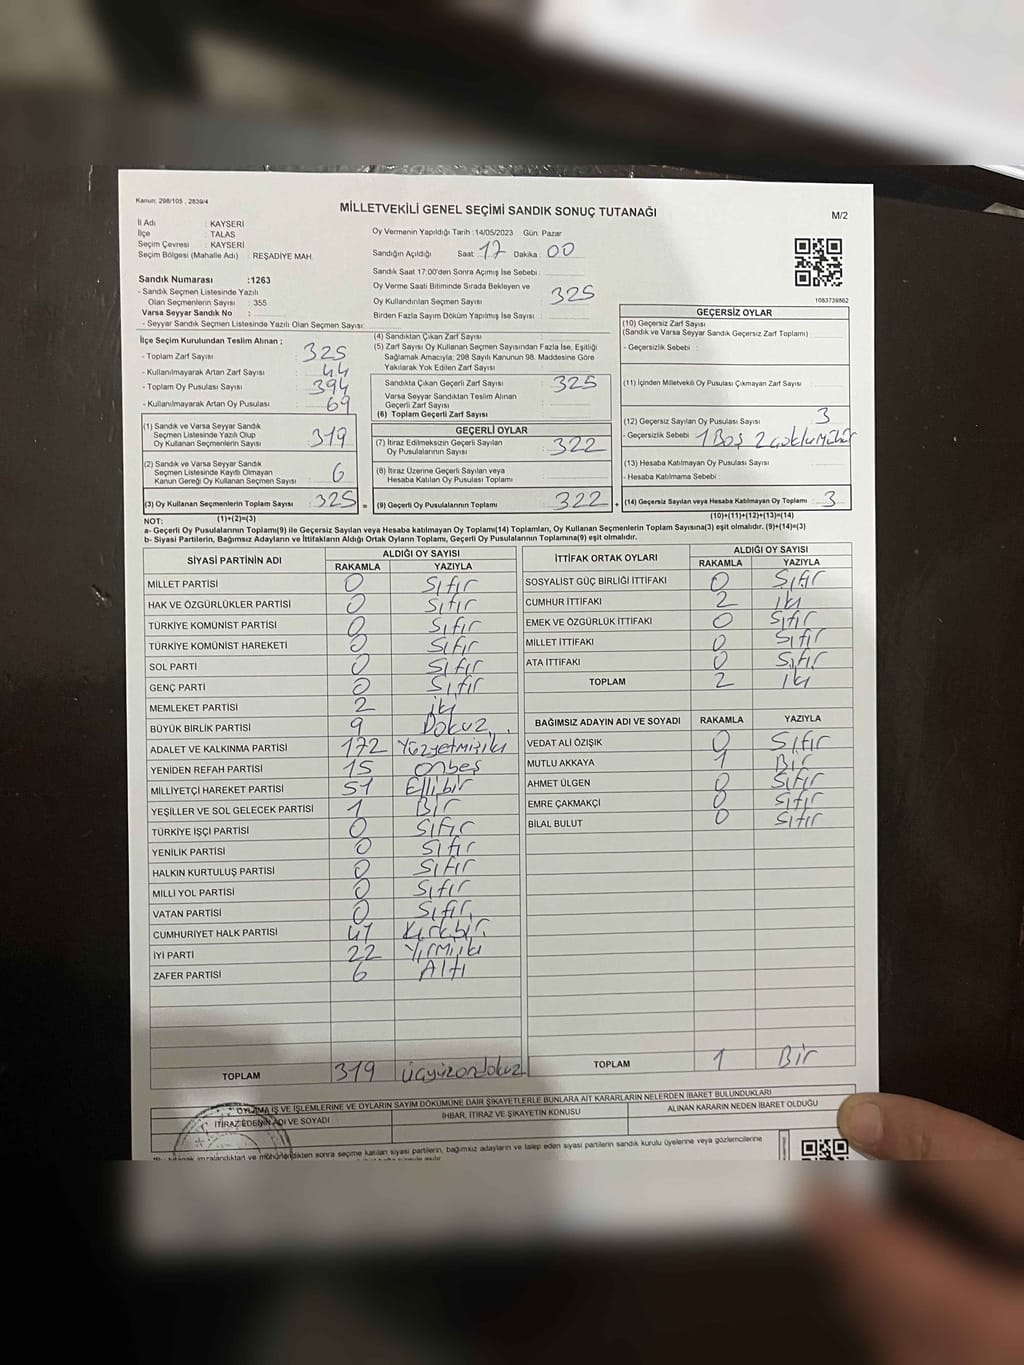 Kanun: 298/105 , 2839/4
MİLLETVEKİLİ GENEL SEÇİMİ SANDIK SONUÇ TUTANAĞI
M/2
İl Adı : KAYSERİ
İlçe : TALAS
Seçim Çevresi : KAYSERİ
Seçim Bölgesi (Mahalle Adı) : REŞADİYE MAH.
Sandık Numarası :1263
- Sandık Seçmen Listesinde Yazılı
Olan Seçmenlerin Sayısı : 355
Varsa Seyyar Sandık No :
- Seyyar Sandık Seçmen Listesinde Yazılı Olan Seçmen Sayısı:
Oy Vermenin Yapıldığı Tarih :14/05/2023 Gün: Pazar
Sandığın Açıldığı Saat: 17 Dakika : 00
Sandık Saat 17:00'den Sonra Açımış İse Sebebi :
Oy Verme Saati Bitiminde Sırada Bekleyen ve
Oy Kullandırılan Seçmen Sayısı : 325
Birden Fazla Sayım Döküm Yapılmış İse Sayısı :
1083739862
İlçe Seçim Kurulundan Teslim Alınan ;
- Toplam Zarf Sayısı : 325
- Kullanılmayarak Artan Zarf Sayısı : 44
- Toplam Oy Pusulası Sayısı : 394
- Kullanılmayarak Artan Oy Pusulası : 69
(1) Sandık ve Varsa Seyyar Sandık
Seçmen Listesinde Yazılı Olup
Oy Kullanan Seçmenlerin Sayısı : 319
(2) Sandık ve Varsa Seyyar Sandık
Seçmen Listesinde Kayıtlı Olmayan
Kanun Gereği Oy Kullanan Seçmen Sayısı : 6
(3) Oy Kullanan Seçmenlerin Toplam Sayısı : 325 =
(1)+(2)=(3)
(4) Sandıktan Çıkan Zarf Sayısı :
(5) Zarf Sayısı Oy Kullanan Seçmen Sayısından Fazla İse, Eşitliği
Sağlamak Amacıyla; 298 Sayılı Kanunun 98. Maddesine Göre
Yakılarak Yok Edilen Zarf Sayısı :
Sandıkta Çıkan Geçerli Zarf Sayısı : 325
Varsa Seyyar Sandıktan Teslim Alınan
Geçerli Zarf Sayısı :
(6) Toplam Geçerli Zarf Sayısı :
GEÇERLİ OYLAR
(7) İtiraz Edilmeksizin Geçerli Sayılan
Oy Pusulalarının Sayısı : 322
(8) İtiraz Üzerine Geçerli Sayılan veya
Hesaba Katılan Oy Pusulası Toplamı :
(9) Geçerli Oy Pusulalarının Toplamı : 322 +
GEÇERSİZ OYLAR
(10) Geçersiz Zarf Sayısı
(Sandık ve Varsa Seyyar Sandık Geçersiz Zarf Toplamı) :
- Geçersizlik Sebebi :
(11) İçinden Milletvekili Oy Pusulası Çıkmayan Zarf Sayısı :
(12) Geçersiz Sayılan Oy Pusulası Sayısı : 3
- Geçersizlik Sebebi : 1 Boş 2 çoklu mühür
(13) Hesaba Katılmayan Oy Pusulası Sayısı :
- Hesaba Katılmama Sebebi :
(14) Geçersiz Sayılan veya Hesaba Katılmayan Oy Toplamı : 3
(10)+(11)+(12)+(13)=(14)
NOT:
a- Geçerli Oy Pusulalarının Toplamı(9) ile Geçersiz Sayılan veya Hesaba katılmayan Oy Toplamı(14) Toplamları, Oy Kullanan Seçmenlerin Toplam Sayısına(3) eşit olmalıdır. (9)+(14)=(3)
b- Siyasi Partilerin, Bağımsız Adayların ve İttifakların Aldığı Ortak Oyların Toplamı, Geçerli Oy Pusulalarının Toplamına(9) eşit olmalıdır.
SİYASİ PARTİNİN ADI ALDIĞI OY SAYISI
RAKAMLA YAZIYLA
MİLLET PARTİSİ 0 Sıfır
HAK VE ÖZGÜRLÜKLER PARTİSİ 0 Sıfır
TÜRKİYE KOMÜNİST PARTİSİ 0 Sıfır
TÜRKİYE KOMÜNİST HAREKETİ 0 Sıfır
SOL PARTİ 0 Sıfır
GENÇ PARTİ 0 Sıfır
MEMLEKET PARTİSİ 2 iki
BÜYÜK BİRLİK PARTİSİ 9 Dokuz
ADALET VE KALKINMA PARTİSİ 172 Yüzyetmişiki
YENİDEN REFAH PARTİSİ 15 onbeş
MİLLİYETÇİ HAREKET PARTİSİ 51 Ellibir
YEŞİLLER VE SOL GELECEK PARTİSİ 1 Bir
TÜRKİYE İŞÇİ PARTİSİ 0 Sıfır
YENİLİK PARTİSİ 0 Sıfır
HALKIN KURTULUŞ PARTİSİ 0 Sıfır
MİLLİ YOL PARTİSİ 0 Sıfır
VATAN PARTİSİ 0 Sıfır
CUMHURİYET HALK PARTİSİ 41 Kırkbir
İYİ PARTİ 22 Yirmiiki
ZAFER PARTİSİ 6 Altı
TOPLAM 319 üçyüzondokuz
İTTİFAK ORTAK OYLARI ALDIĞI OY SAYISI
RAKAMLA YAZIYLA
SOSYALİST GÜÇ BİRLİĞİ İTTİFAKI 0 Sıfır
CUMHUR İTTİFAKI 2 iki
EMEK VE ÖZGÜRLÜK İTTİFAKI 0 Sıfır
MİLLET İTTİFAKI 0 Sıfır
ATA İTTİFAKI 0 Sıfır
TOPLAM 2 iki
BAĞIMSIZ ADAYIN ADI VE SOYADI RAKAMLA YAZIYLA
VEDAT ALİ ÖZIŞIK 0 Sıfır
MUTLU AKKAYA 1 Bir
AHMET ÜLGEN 0 Sıfır
EMRE ÇAKMAKÇİ 0 Sıfır
BİLAL BULUT 0 Sıfır
TOPLAM 1 Bir
OYLAMA İŞ VE İŞLEMLERİNE VE OYLARIN SAYIM DÖKÜMÜNE DAİR ŞİKAYETLERLE BUNLARA AİT KARARLARIN NELERDEN İBARET BULUNDUKLARI
İTİRAZ EDENİN ADI VE SOYADI İHBAR, İTİRAZ VE ŞİKAYETİN KONUSU ALINAN KARARIN NEDEN İBARET OLDUĞU
imzalandıktan ve mühürlendikten sonra seçime katılan siyasi partilerin, bağımsız adayların ve talep eden siyasi partilerin sandık kurulu üyelerine veya gözlemcilerine